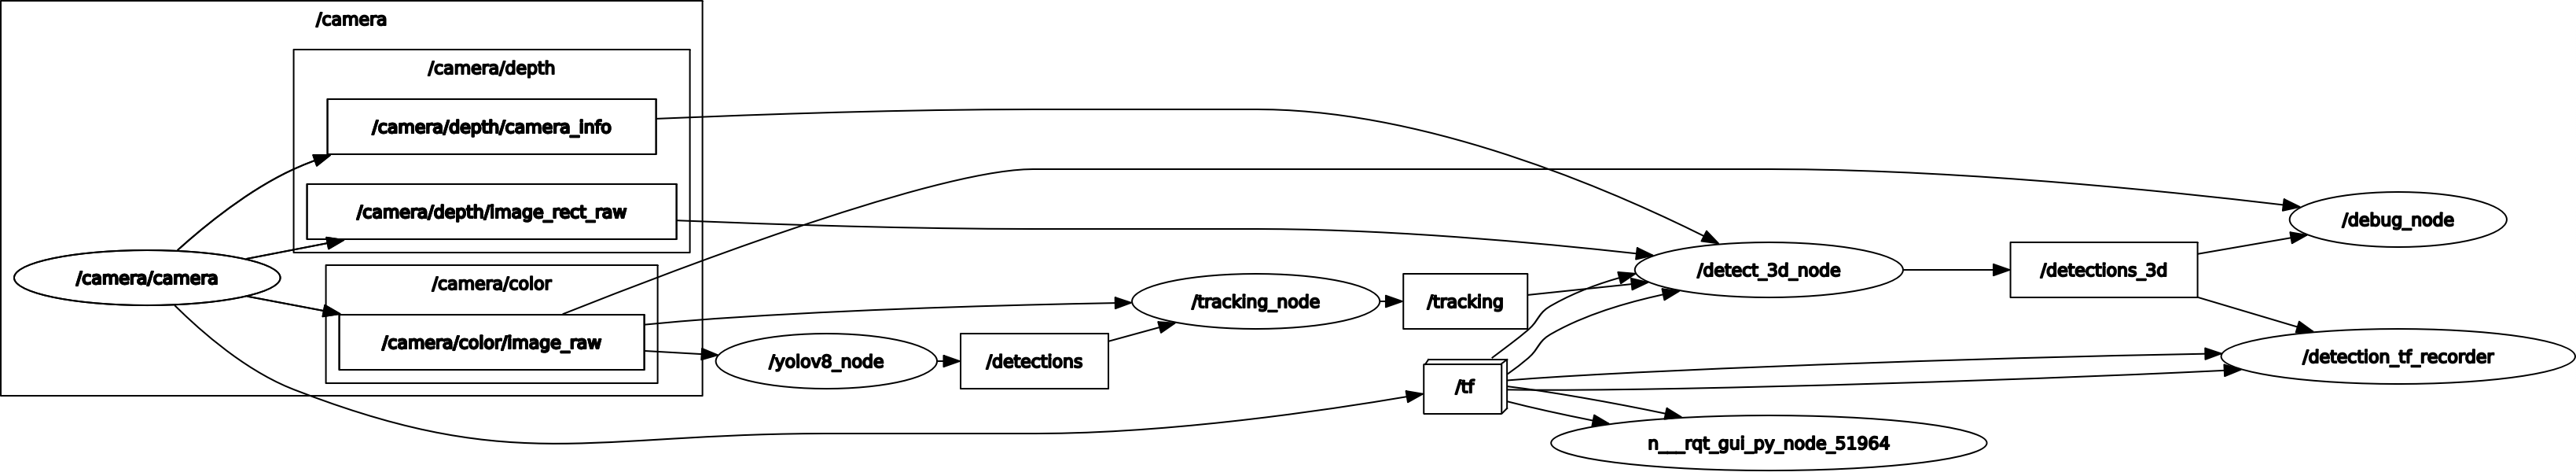 /camera
/camera/depth
/camera/depth/camera_info
/camera/depth/image_rect_raw
/camera/camera
/camera/color
/camera/color/image_raw
/yolov8_node
/detections
/tracking_node
/tracking
/tf
/detect_3d_node
n___rqt_gui_py_node_51964
/detections_3d
/debug_node
/detection_tf_recorder